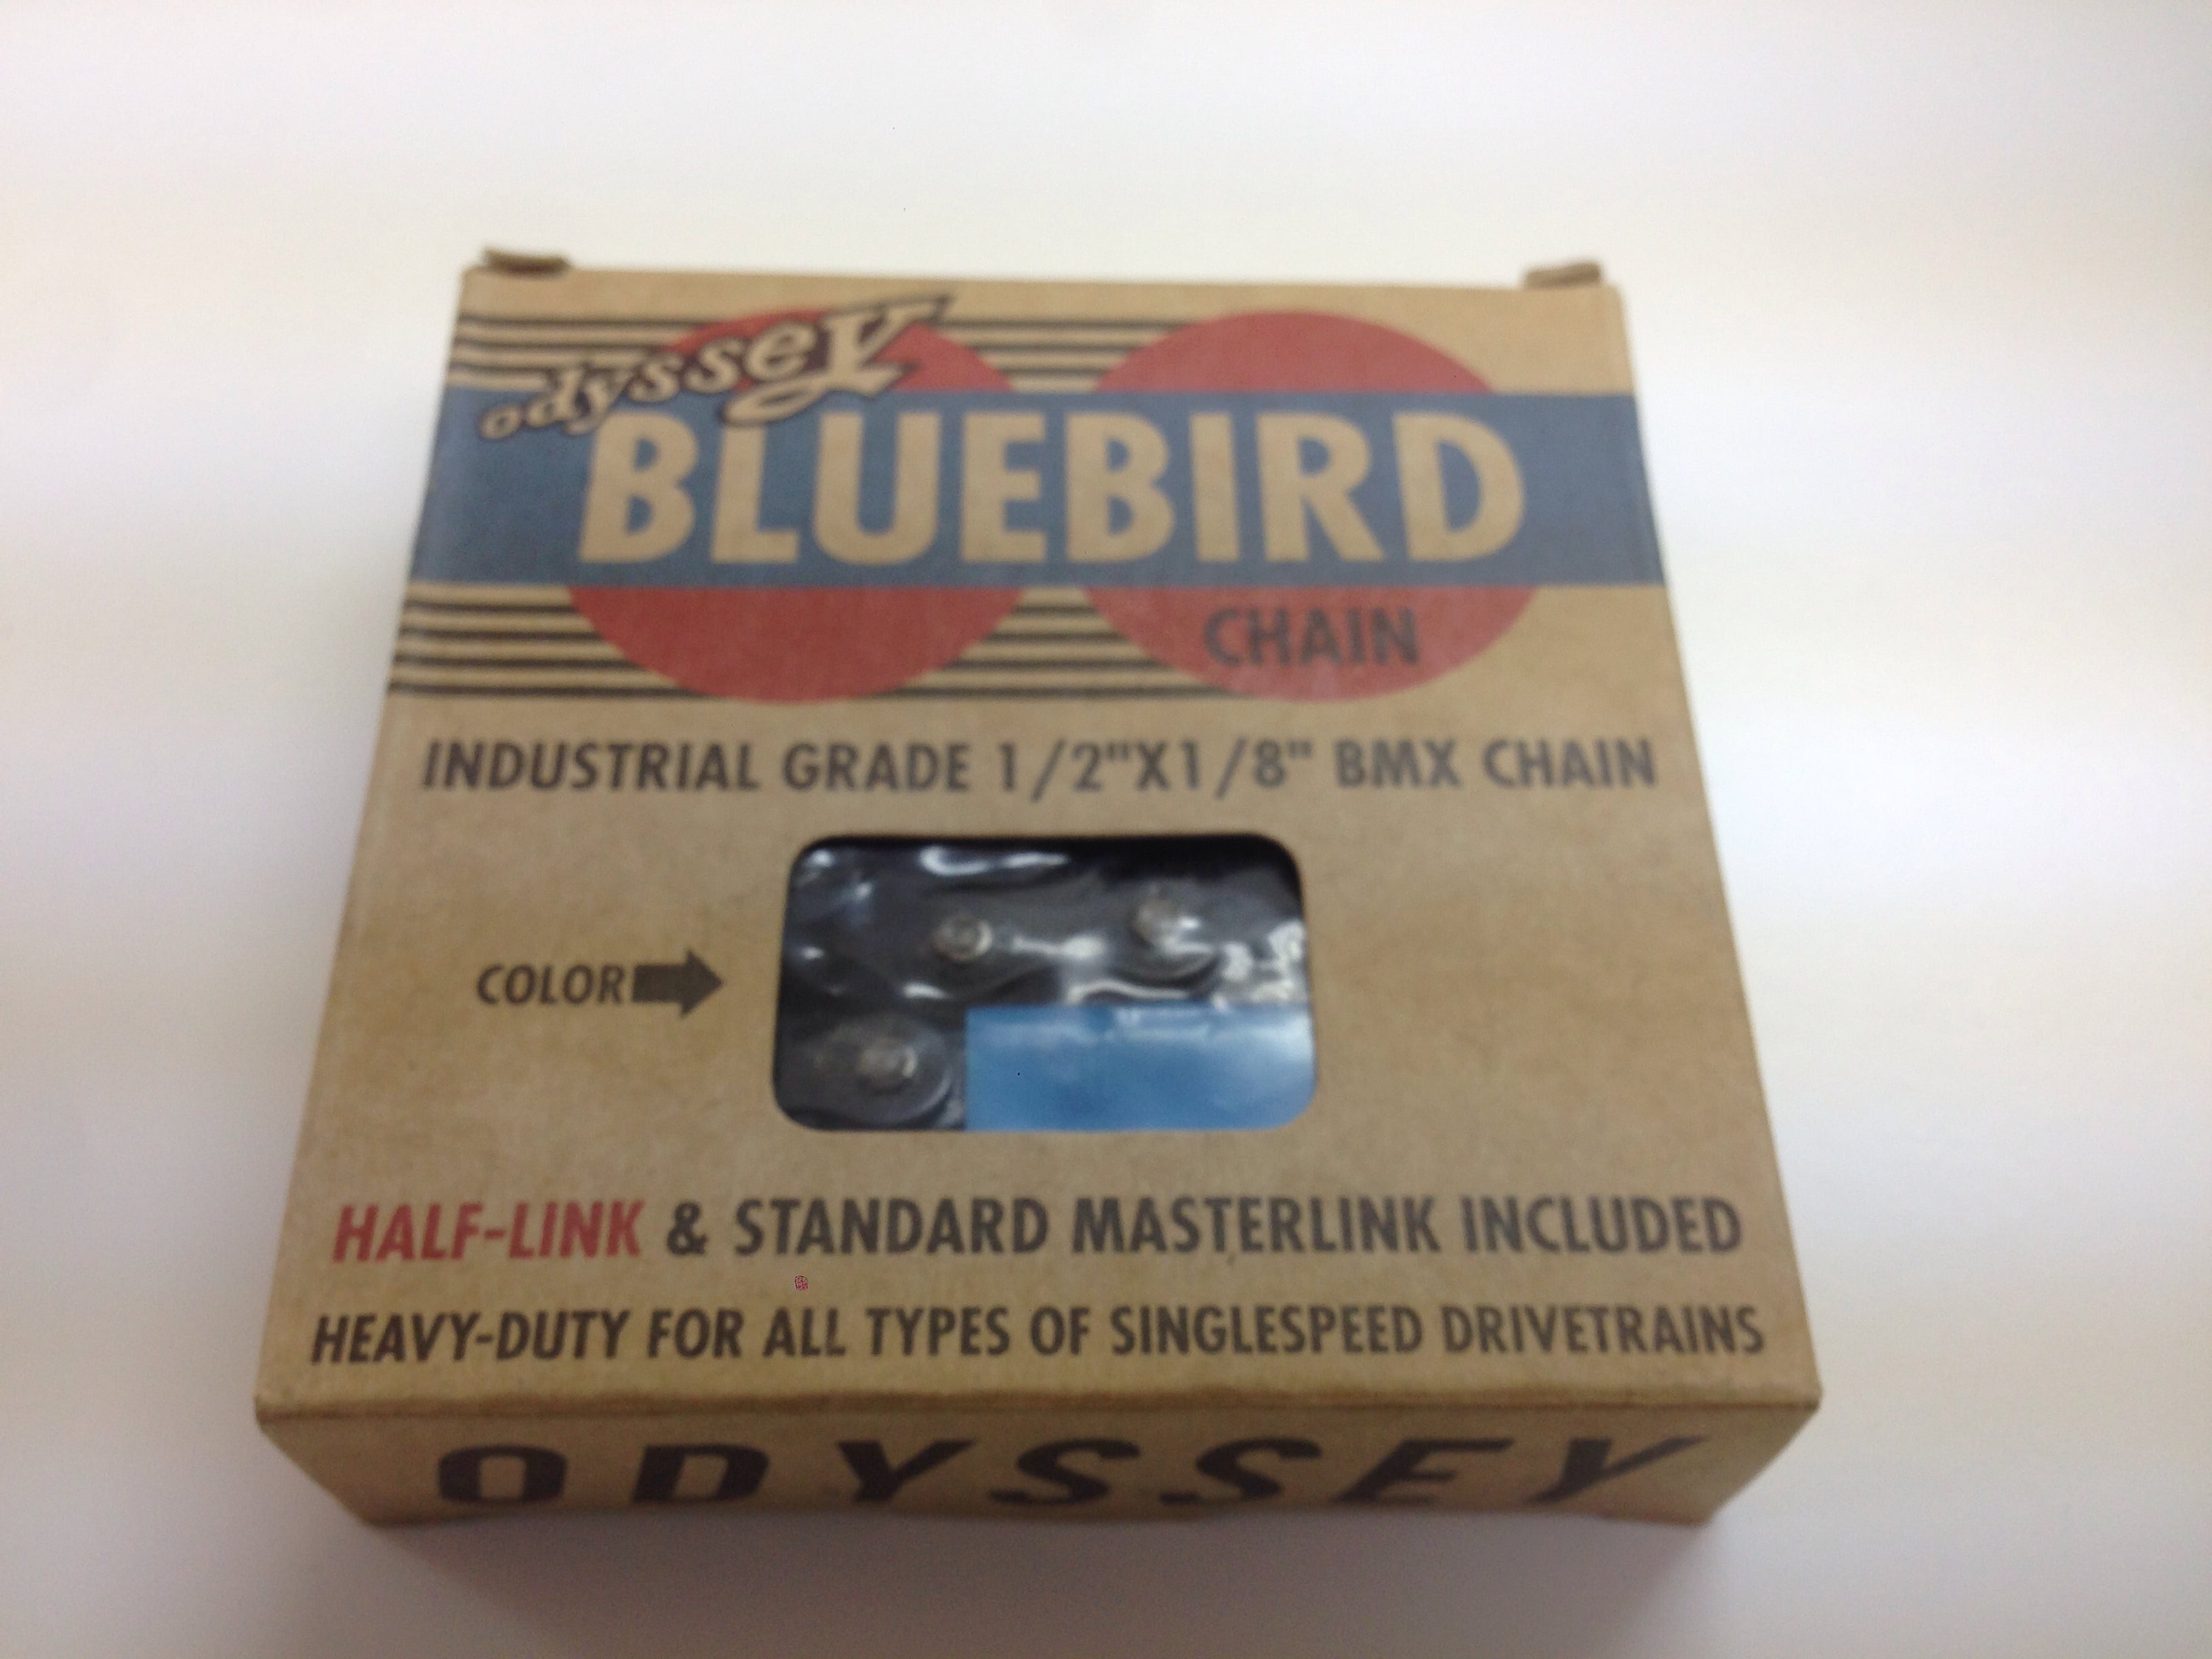 odyssey
BLUEBIRD
CHAIN
INDUSTRIAL GRADE 1/2"X1/8" BMX CHAIN
COLOR
HALF-LINK & STANDARD MASTERLINK INCLUDED
HEAVY-DUTY FOR ALL TYPES OF SINGLESPEED DRIVETRAINS
ODYSSEY